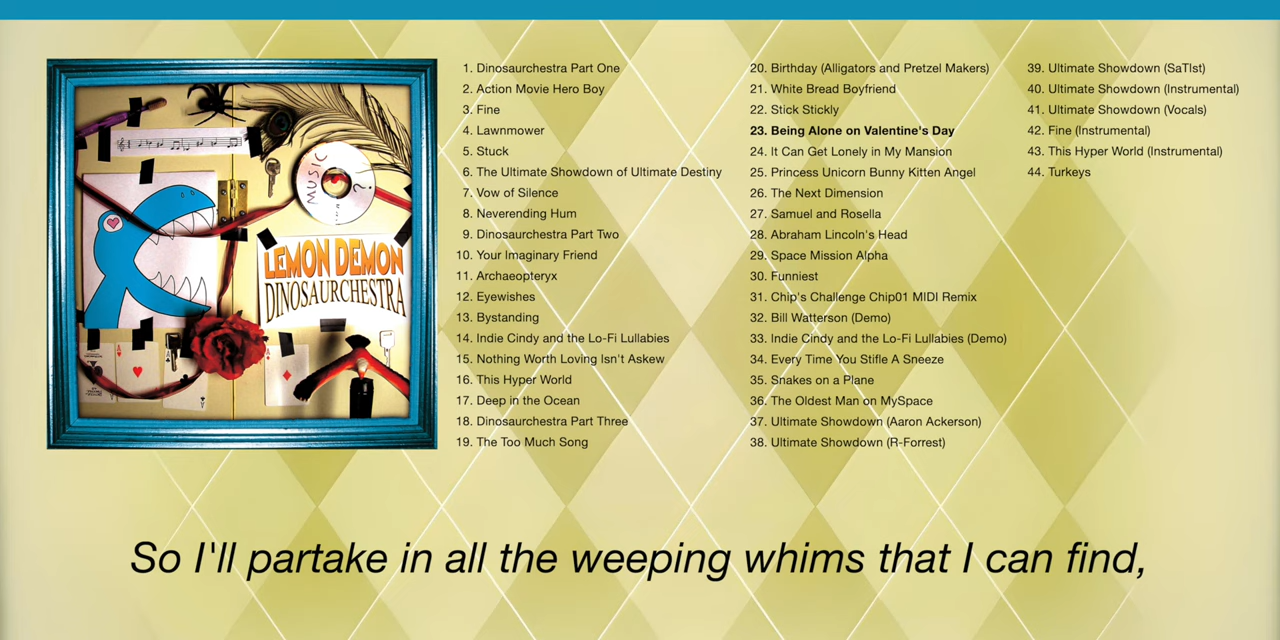 MUSIC
LEMON DEMON
DINOSAURCHESTRA
1. Dinosaurchestra Part One
2. Action Movie Hero Boy
3. Fine
4. Lawnmower
5. Stuck
6. The Ultimate Showdown of Ultimate Destiny
7. Vow of Silence
8. Neverending Hum
9. Dinosaurchestra Part Two
10. Your Imaginary Friend
11. Archaeopteryx
12. Eyewishes
13. Bystanding
14. Indie Cindy and the Lo-Fi Lullabies
15. Nothing Worth Loving Isn't Askew
16. This Hyper World
17. Deep in the Ocean
18. Dinosaurchestra Part Three
19. The Too Much Song
20. Birthday (Alligators and Pretzel Makers)
21. White Bread Boyfriend
22. Stick Stickly
23. Being Alone on Valentine's Day
24. It Can Get Lonely in My Mansion
25. Princess Unicorn Bunny Kitten Angel
26. The Next Dimension
27. Samuel and Rosella
28. Abraham Lincoln's Head
29. Space Mission Alpha
30. Funniest
31. Chip's Challenge Chip01 MIDI Remix
32. Bill Watterson (Demo)
33. Indie Cindy and the Lo-Fi Lullabies (Demo)
34. Every Time You Stifle A Sneeze
35. Snakes on a Plane
36. The Oldest Man on MySpace
37. Ultimate Showdown (Aaron Ackerson)
38. Ultimate Showdown (R-Forrest)
39. Ultimate Showdown (SaTIst)
40. Ultimate Showdown (Instrumental)
41. Ultimate Showdown (Vocals)
42. Fine (Instrumental)
43. This Hyper World (Instrumental)
44. Turkeys
So I'll partake in all the weeping whims that I can find,